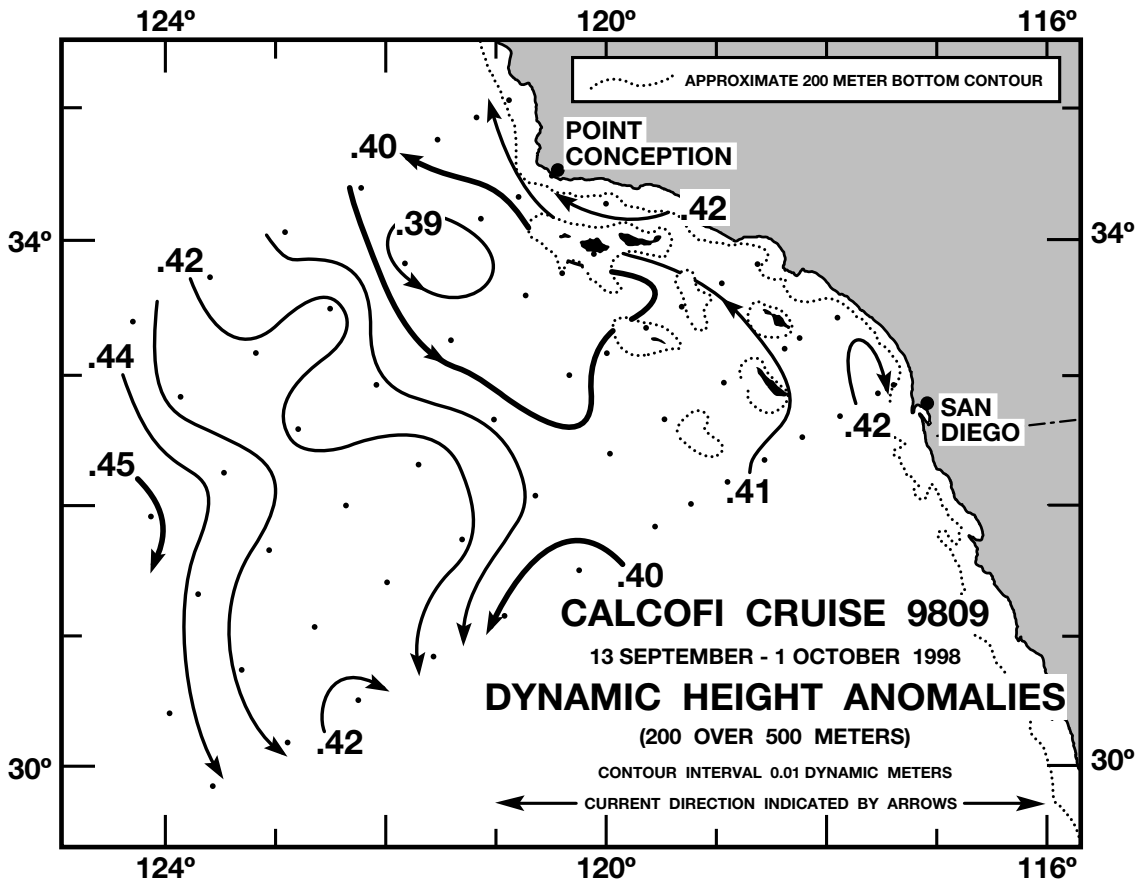 124º 120º 116º
APPROXIMATE 200 METER BOTTOM CONTOUR
POINT
CONCEPTION
.40
.42
.39
34º 34º
.42
.44
.42
SAN
DIEGO
.45
.41
.40
CALCOFI CRUISE 9809
13 SEPTEMBER - 1 OCTOBER 1998
DYNAMIC HEIGHT ANOMALIES
(200 OVER 500 METERS)
.42
30º 30º
CONTOUR INTERVAL 0.01 DYNAMIC METERS
CURRENT DIRECTION INDICATED BY ARROWS
124º 120º 116º